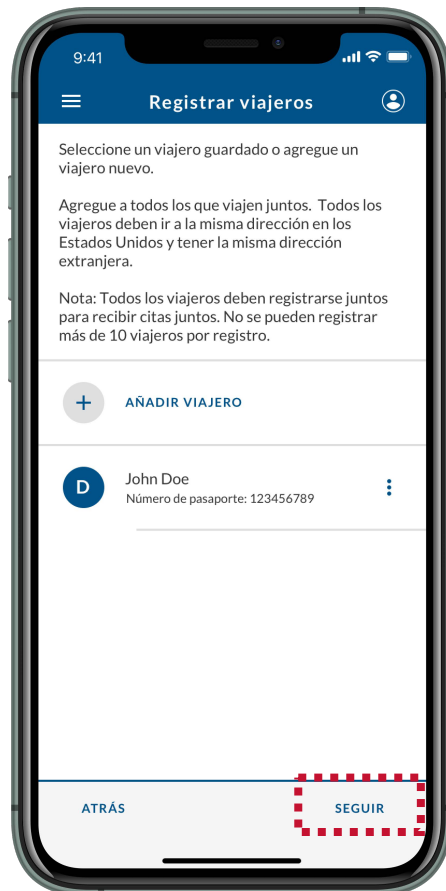 9:41
Registrar viajeros
Seleccione un viajero guardado o agregue un
viajero nuevo.
Agregue a todos los que viajen juntos. Todos los
viajeros deben ir a la misma dirección en los
Estados Unidos y tener la misma dirección
extranjera.
Nota: Todos los viajeros deben registrarse juntos
para recibir citas juntos. No se pueden registrar
más de 10 viajeros por registro.
+ AÑADIR VIAJERO
D
John Doe
Número de pasaporte: 123456789
ATRÁS SEGUIR